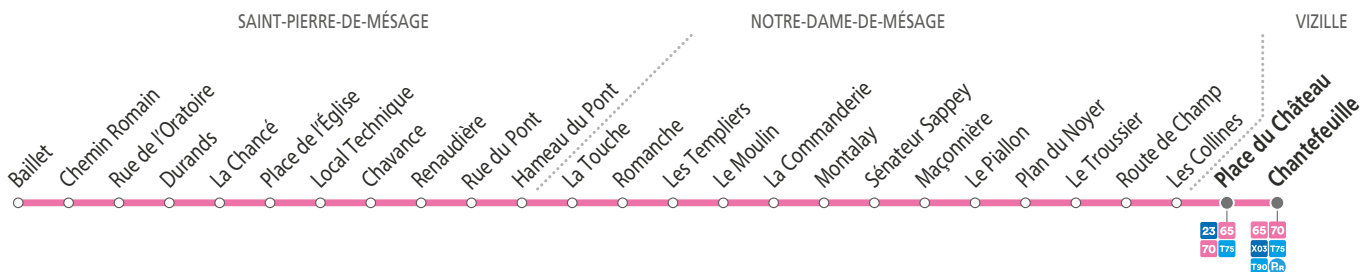 SAINT-PIERRE-DE-MÉSAGE
NOTRE-DAME-DE-MÉSAGE
VIZILLE
Baillet
Chemin Romain
Rue de l'Oratoire
Durands
La Chancé
Place de l'Église
Local Technique
Chavance
Renaudière
Rue du Pont
Hameau du Pont
La Touche
Romanche
Les Templiers
Le Moulin
La Commanderie
Montalay
Sénateur Sappey
Maçonnière
Le Piallon
Plan du Noyer
Le Troussier
Route de Champ
Les Collines
Place du Château
Chantefeuille
23 65
70 T75
65 70
X03 T75
T90 P+R